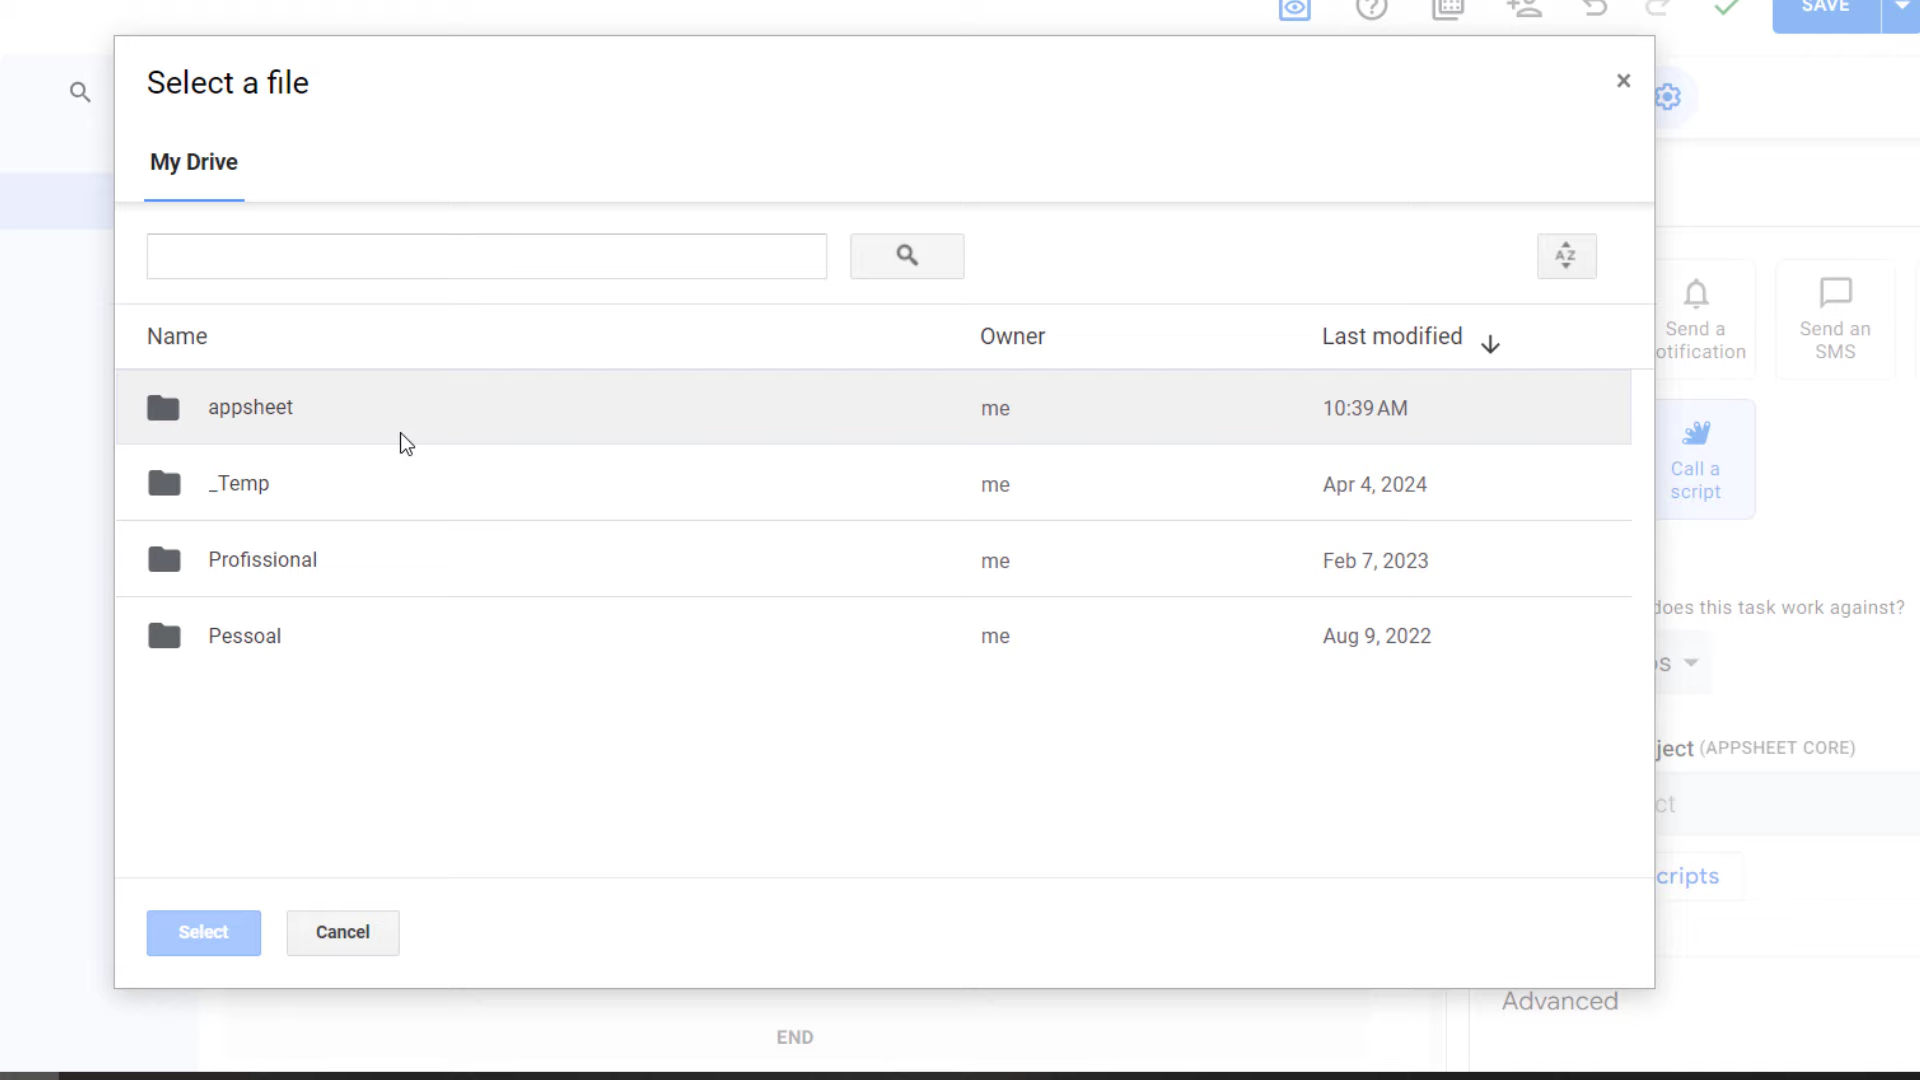 SAVE
Select a file
×
My Drive
AZ
Name Owner Last modified
appsheet me 10:39 AM
_Temp me Apr 4, 2024
Profissional me Feb 7, 2023
Pessoal me Aug 9, 2022
Select Cancel
Send a
otification
Send an
SMS
Call a
script
does this task work against?
ject (APPSHEET CORE)
ct
cripts
Advanced
END